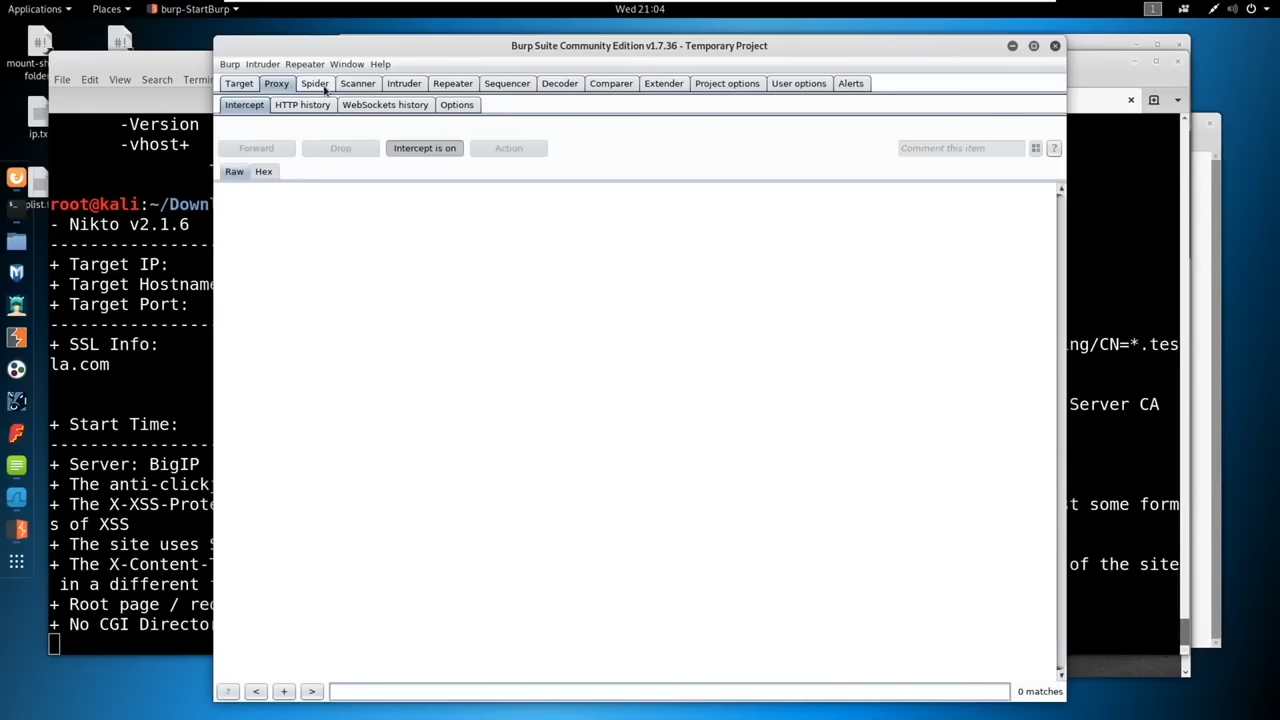 Applications Places burp-StartBurp Wed 21:04 1
#! #!
mount-sh
folder
ip.tx
plist.t
Burp Suite Community Edition v1.7.36 - Temporary Project
Burp Intruder Repeater Window Help
Target Proxy Spider Scanner Intruder Repeater Sequencer Decoder Comparer Extender Project options User options Alerts
Intercept HTTP history WebSockets history Options
Forward Drop Intercept is on Action Comment this item ?
Raw Hex
? < + > 0 matches
File Edit View Search Termi
-Version
-vhost+
root@kali:~/Downl
- Nikto v2.1.6
+ Target IP:
+ Target Hostname
+ Target Port:
+ SSL Info: ng/CN=*.tes
la.com
Server CA
+ Start Time:
+ Server: BigIP
+ The anti-click
+ The X-XSS-Prote t some form
s of XSS
+ The site uses S
+ The X-Content-T of the site
in a different
+ Root page / red
+ No CGI Director